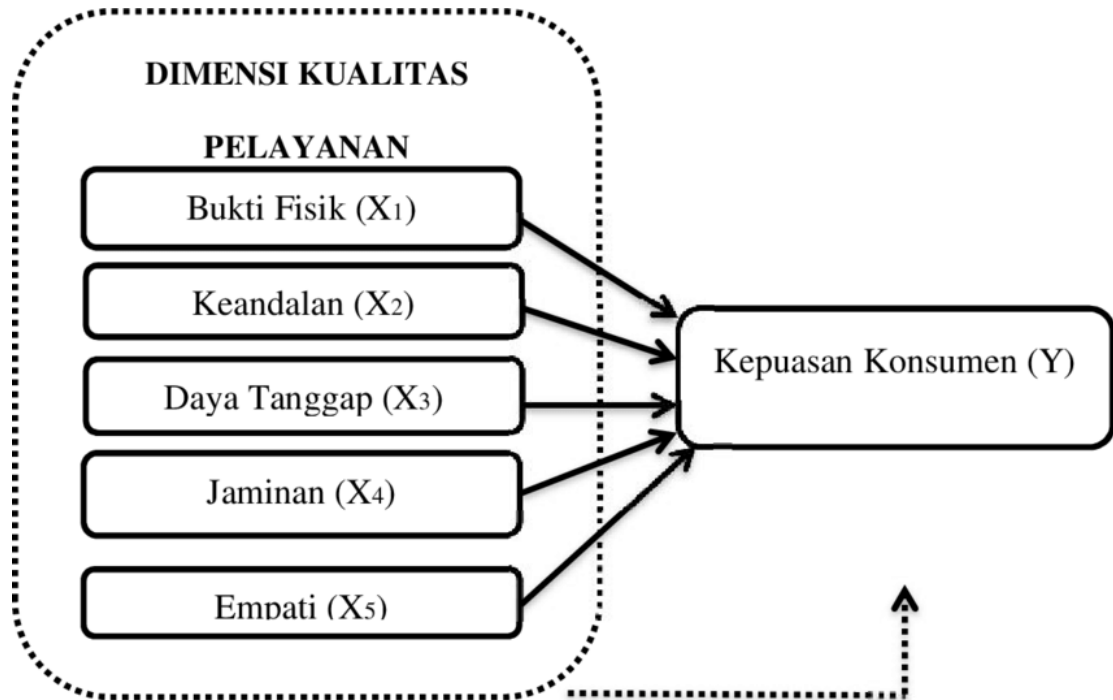 DIMENSI KUALITAS
PELAYANAN
Bukti Fisik (X1)
Keandalan (X2)
Daya Tanggap (X3)
Jaminan (X4)
Empati (X5)
Kepuasan Konsumen (Y)